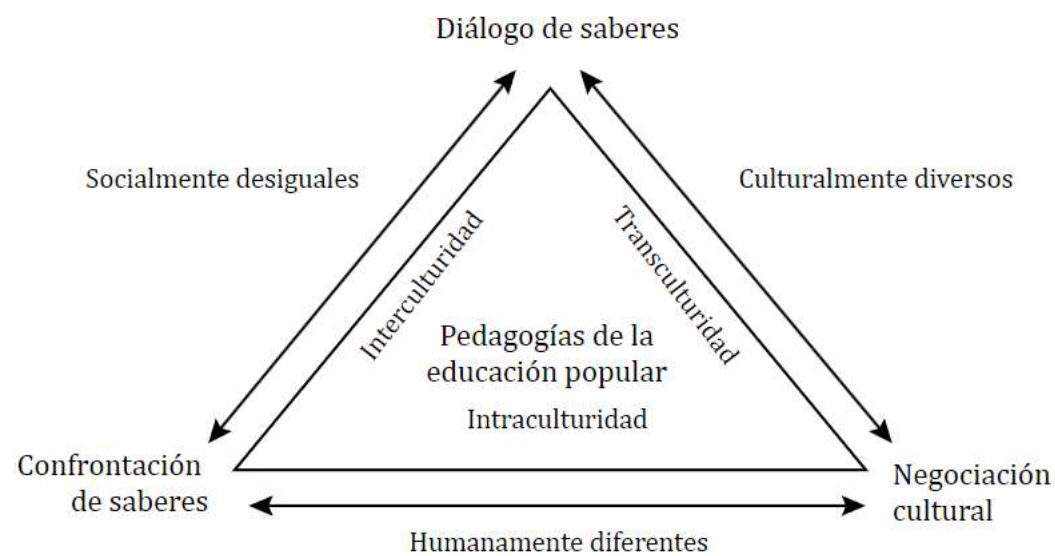 Diálogo de saberes
Socialmente desiguales
Culturalmente diversos
Interculturidad
Transculturidad
Pedagogías de la
educación popular
Intraculturidad
Confrontación
de saberes
Negociación
cultural
Humanamente diferentes